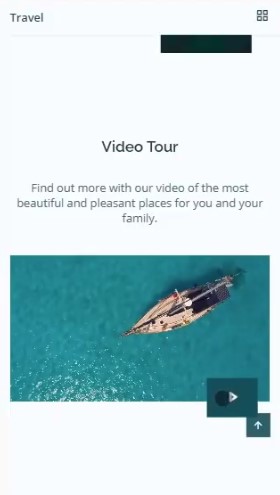 Travel
Video Tour
Find out more with our video of the most
beautiful and pleasant places for you and your
family.